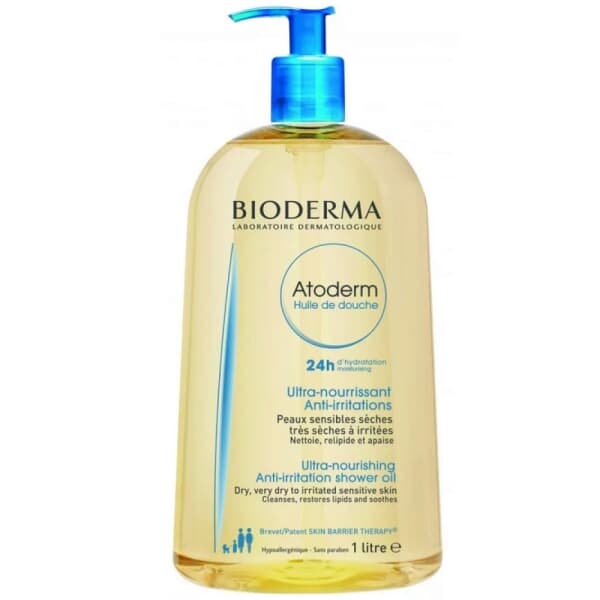 BIODERMA
LABORATOIRE DERMATOLOGIQUE
Atoderm
Huile de douche
24h d'hydratation
moisturising
Ultra-nourrissant
Anti-irritations
Peaux sensibles sèches
très sèches à irritées
Nettoie, relipide et apaise
Ultra-nourishing
Anti-irritation shower oil
Dry, very dry to irritated sensitive skin
Cleanses, restores lipids and soothes
Brevet/Patent SKIN BARRIER THERAPY®
Hypoallergénique - Sans paraben 1 litre ℮